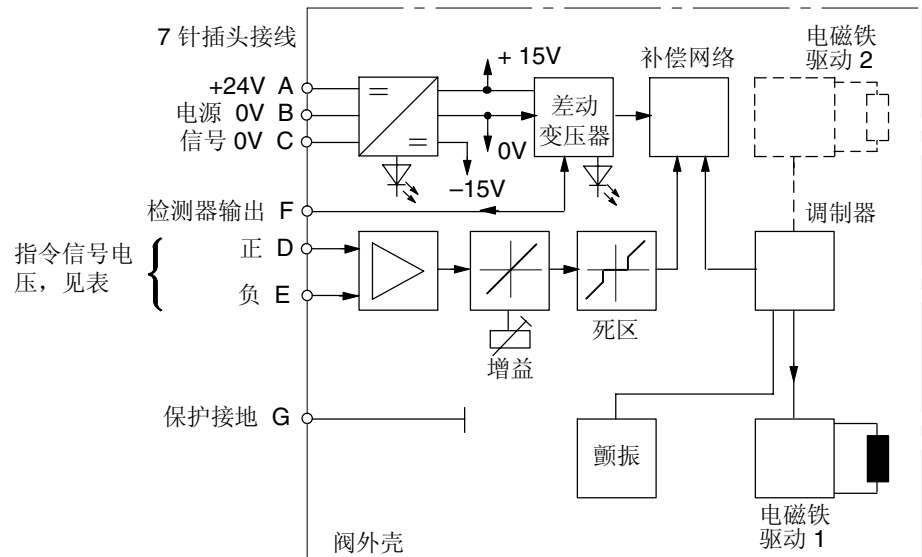 7 针插头接线
+24V A
电源 0V B
信号 0V C
检测器输出 F
指令信号电
压，见表
正 D
负 E
保护接地 G
+ 15V
0V
–15V
差动
变压器
补偿网络
电磁铁
驱动 2
调制器
增益
死区
颤振
电磁铁
驱动 1
阀外壳